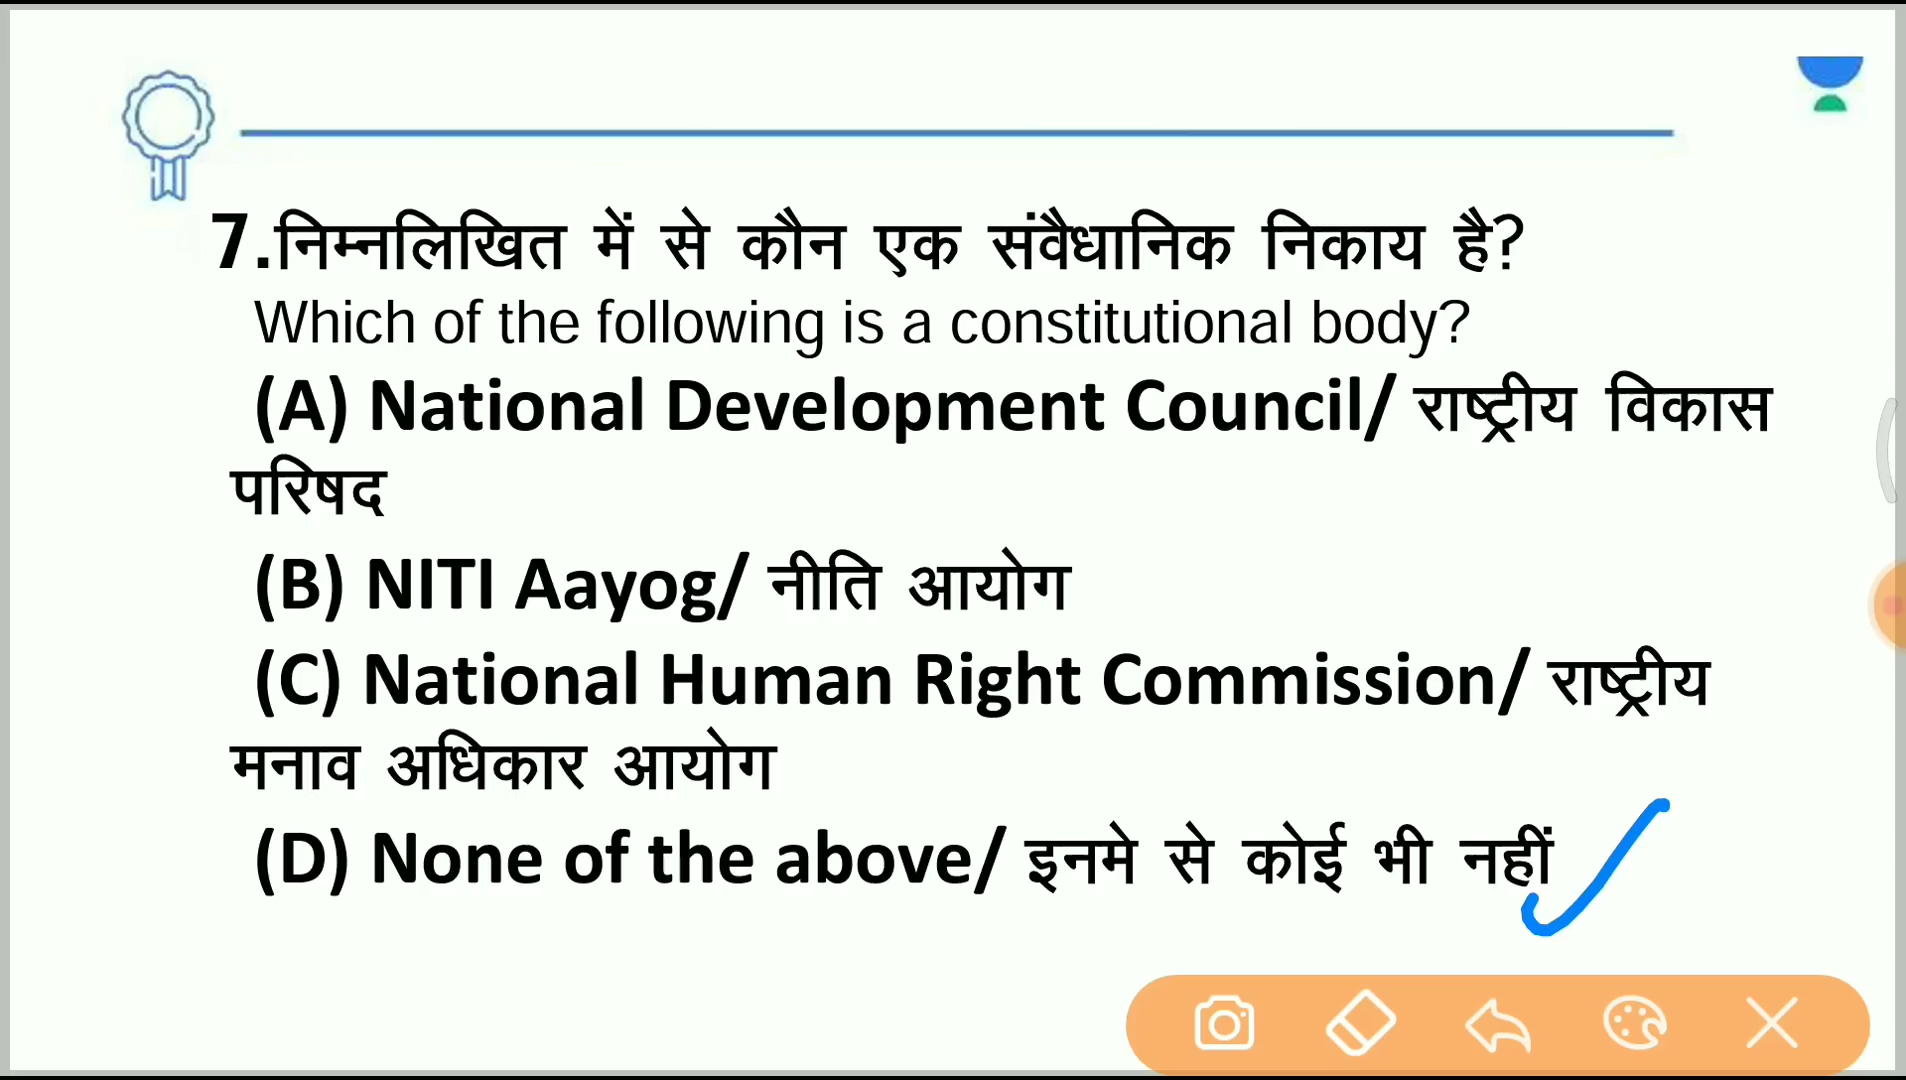 7.निम्नलिखित में से कौन एक संवैधानिक निकाय है?
Which of the following is a constitutional body?
(A) National Development Council/ राष्ट्रीय विकास
परिषद
(B) NITI Aayog/ नीति आयोग
(C) National Human Right Commission/ राष्ट्रीय
मनाव अधिकार आयोग
(D) None of the above/ इनमे से कोई भी नहीं